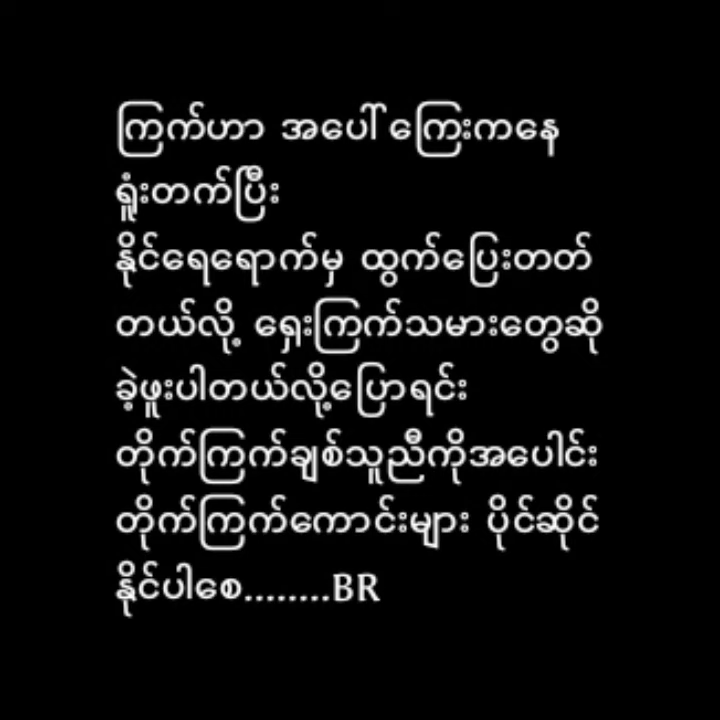 ကြက်ဟာ အပေါ်ကြေးကနေ
ရှုံးတက်ပြီး
နိုင်ရေရောက်မှ ထွက်ပြေးတတ်
တယ်လို့ ရှေးကြက်သမားတွေဆို
ခဲ့ဖူးပါတယ်လို့ပြောရင်း
တိုက်ကြက်ချစ်သူညီကိုအပေါင်း
တိုက်ကြက်ကောင်းများ ပိုင်ဆိုင်
နိုင်ပါစေ........BR